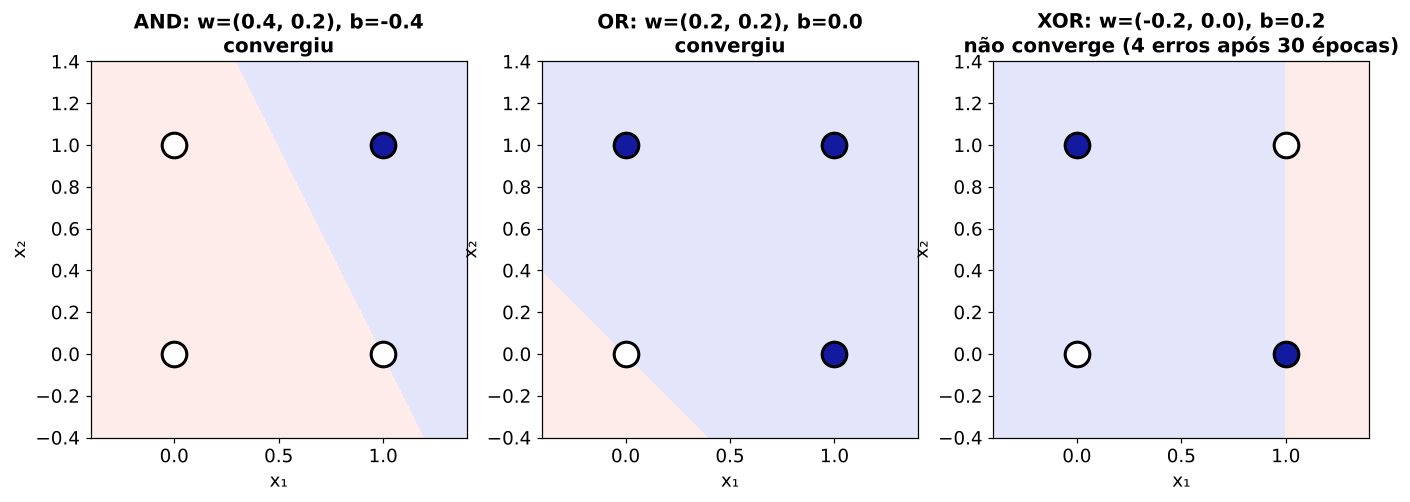 AND: w=(0.4, 0.2), b=-0.4
convergiu
1.4
1.2
1.0
0.8
0.6
0.4
0.2
0.0
−0.2
−0.4
x₂
0.0 0.5 1.0
x₁
OR: w=(0.2, 0.2), b=0.0
convergiu
1.4
1.2
1.0
0.8
0.6
0.4
0.2
0.0
−0.2
−0.4
x₂
0.0 0.5 1.0
x₁
XOR: w=(-0.2, 0.0), b=0.2
não converge (4 erros após 30 épocas)
1.4
1.2
1.0
0.8
0.6
0.4
0.2
0.0
−0.2
−0.4
x₂
0.0 0.5 1.0
x₁